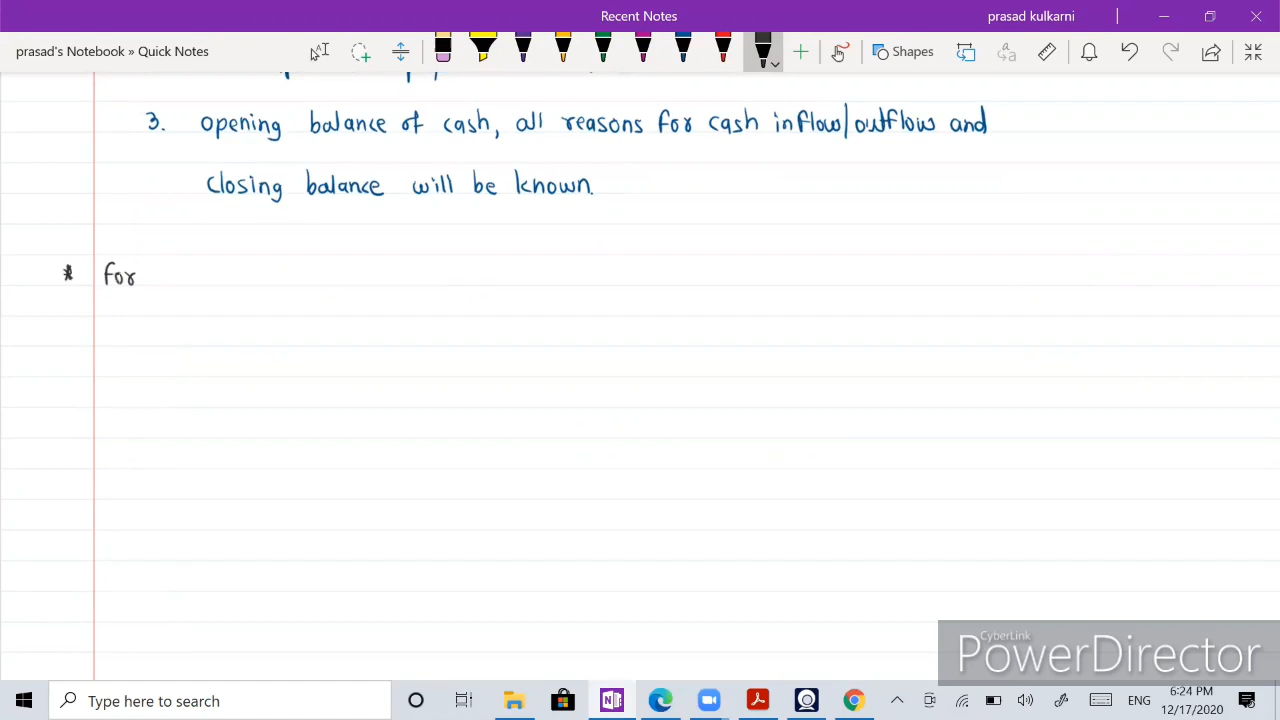 Recent Notes
prasad kulkarni
prasad's Notebook » Quick Notes
Shapes
3. opening balance of cash, all reasons for cash inflow/outflow and
closing balance will be known.
* for
CyberLink
PowerDirector
Type here to search
ENG
6:24 PM
12/17/2020